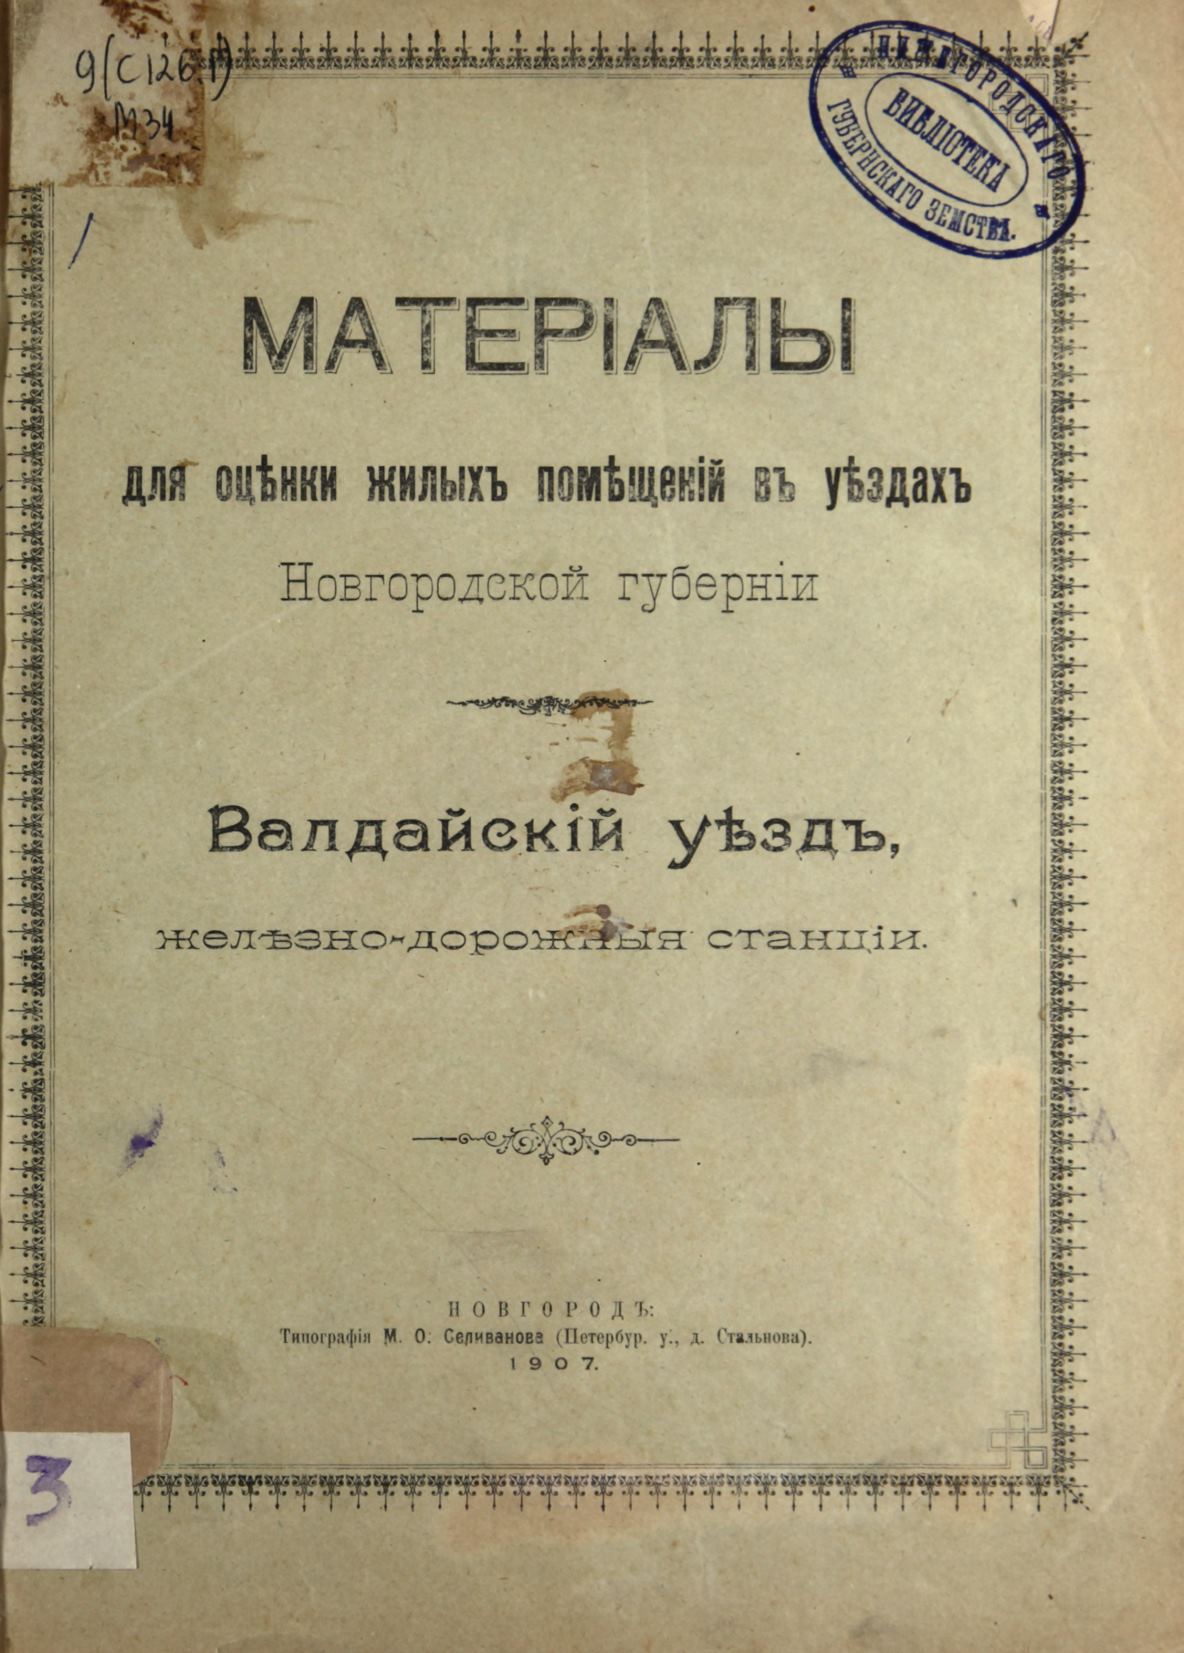 9(С126.1)
М34
НИЖЕГОРОДСКАГО
БИБЛІОТЕКА
ГУБЕРНСКАГО ЗЕМСТВА.
МАТЕРІАЛЫ
для оцѣнки жилыхъ помѣщеній въ уѣздахъ
Новгородской губерніи
Валдайскій уѣздъ,
желѣзно-дорожныя станціи.
НОВГОРОДЪ:
Типографія М. О. Селиванова (Петербур. у., д. Стальнова).
1907.
3